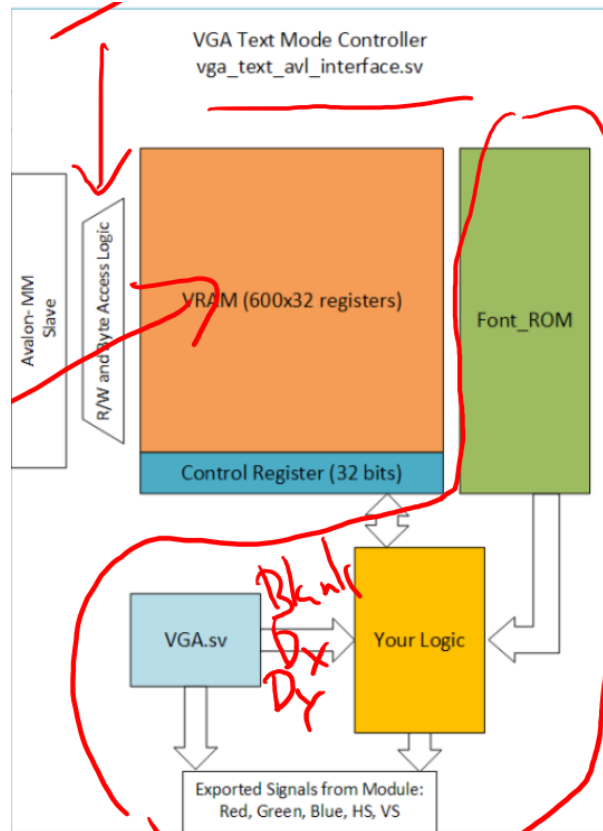 VGA Text Mode Controller
vga_text_avl_interface.sv
Avalon- MM
Slave
R/W and Byte Access Logic
VRAM (600x32 registers)
Font_ROM
Control Register (32 bits)
VGA.sv
Dx
Dy
Your Logic
Exported Signals from Module:
Red, Green, Blue, HS, VS